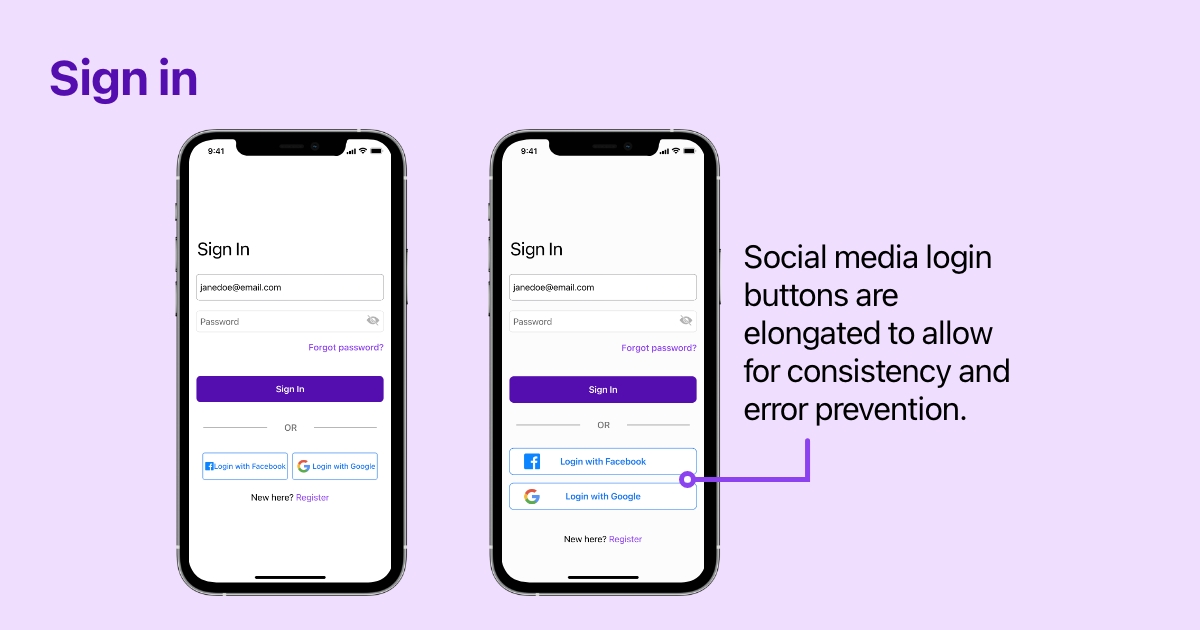 Sign in
9:41
Sign In
janedoe@email.com
Password
Forgot password?
Sign In
OR
Login with Facebook
Login with Google
New here? Register
9:41
Sign In
janedoe@email.com
Password
Forgot password?
Sign In
OR
Login with Facebook
Login with Google
New here? Register
Social media login
buttons are
elongated to allow
for consistency and
error prevention.